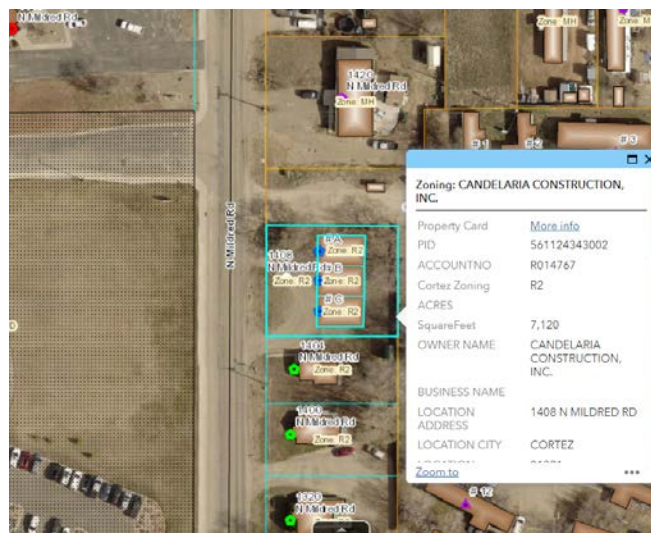 N Mildred Rd
Zone: MH
1420
N Mildred Rd
Zone: MH
# 1
# 2
# 3
N Mildred Rd
# A
Zone: R2
1408
N Mildred Rd
# B
Zone: R2
Zone: R2
# C
Zone: R2
1404
N Mildred Rd
Zone: R2
1400
N Mildred Rd
Zone: R2
1320
N Mildred Rd
# 12
Zoning: CANDELARIA CONSTRUCTION,
INC.
Property Card More info
PID 561124343002
ACCOUNTNO R014767
Cortez Zoning R2
ACRES
SquareFeet 7,120
OWNER NAME CANDELARIA
CONSTRUCTION,
INC.
BUSINESS NAME
LOCATION 1408 N MILDRED RD
ADDRESS
LOCATION CITY CORTEZ
Zoom to